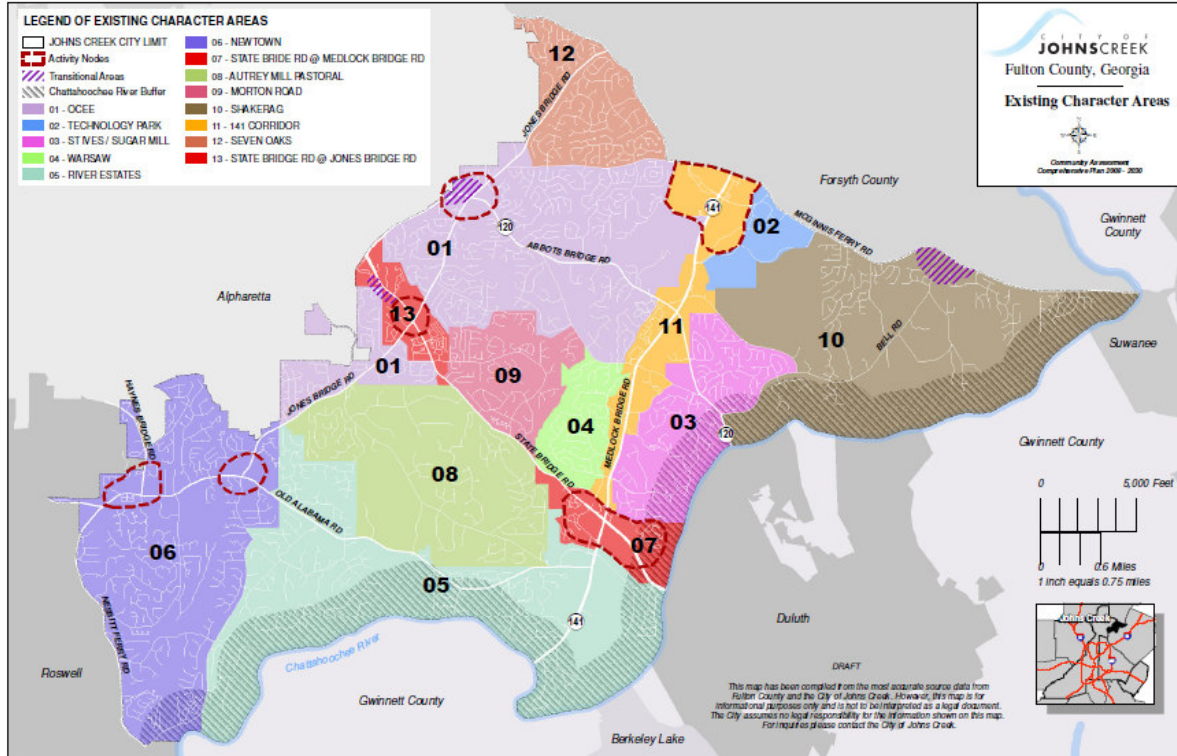 LEGEND OF EXISTING CHARACTER AREAS
JOHNS CREEK CITY LIMIT
Activity Nodes
Transitional Areas
Chattahoochee River Buffer
01 - OCEE
02 - TECHNOLOGY PARK
03 - ST IVES / SUGAR MILL
04 - WARSAW
05 - RIVER ESTATES
06 - NEWTOWN
07 - STATE BRIDE RD @ MEDLOCK BRIDGE RD
08 - AUTREY MILL PASTORAL
09 - MORTON ROAD
10 - SHAKERAG
11 - 141 CORRIDOR
12 - SEVEN OAKS
13 - STATE BRIDGE RD @ JONES BRIDGE RD
CITY OF
JOHNSCREEK
Fulton County, Georgia
Existing Character Areas
Community Assessment
Comprehensive Plan 2009 - 2030
12
JONES BRIDGE RD
Forsyth County
Gwinnett
County
141
02
MCGINNIS FERRY RD
120
01
ABBOTS BRIDGE RD
Alpharetta
13
11
10
BELL RD
Suwanee
01
09
JONES BRIDGE RD
HAYNES BRIDGE RD
04
MEDLOCK BRIDGE RD
03
120
STATE BRIDGE RD
Gwinnett County
08
OLD ALABAMA RD
0 5,000 Feet
06
07
0 0.6 Miles
1 inch equals 0.75 miles
05
NESBITT FERRY RD
141
Johns Creek
Duluth
Chattahoochee River
Roswell
Gwinnett County
DRAFT
This map has been compiled from the most accurate source data from
Fulton County and the City of Johns Creek. However, this map is for
informational purposes only and is not to be interpreted as a legal document.
The City assumes no legal responsibility for the information shown on this map.
For inquiries please contact the City of Johns Creek.
Berkeley Lake